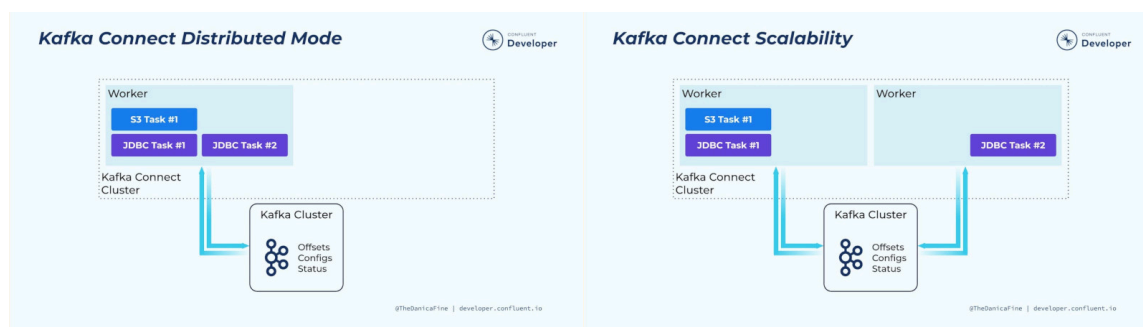 Kafka Connect Distributed Mode
CONFLUENT
Developer
Worker
S3 Task #1
JDBC Task #1
JDBC Task #2
Kafka Connect
Cluster
Kafka Cluster
Offsets
Configs
Status
@TheDanicaFine | developer.confluent.io
Kafka Connect Scalability
CONFLUENT
Developer
Worker
S3 Task #1
JDBC Task #1
Worker
JDBC Task #2
Kafka Connect
Cluster
Kafka Cluster
Offsets
Configs
Status
@TheDanicaFine | developer.confluent.io